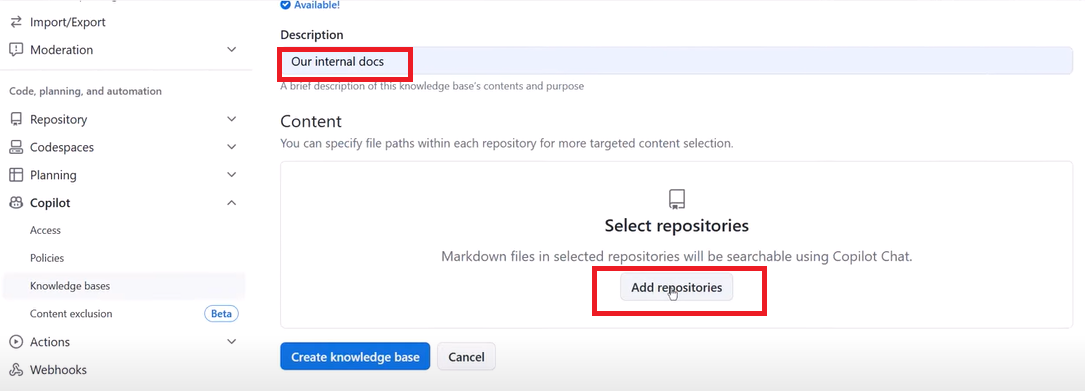 Import/Export
Moderation
Code, planning, and automation
Repository
Codespaces
Planning
Copilot
Access
Policies
Knowledge bases
Content exclusion Beta
Actions
Webhooks
Available!
Description
Our internal docs
A brief description of this knowledge base's contents and purpose
Content
You can specify file paths within each repository for more targeted content selection.
Select repositories
Markdown files in selected repositories will be searchable using Copilot Chat.
Add repositories
Create knowledge base Cancel